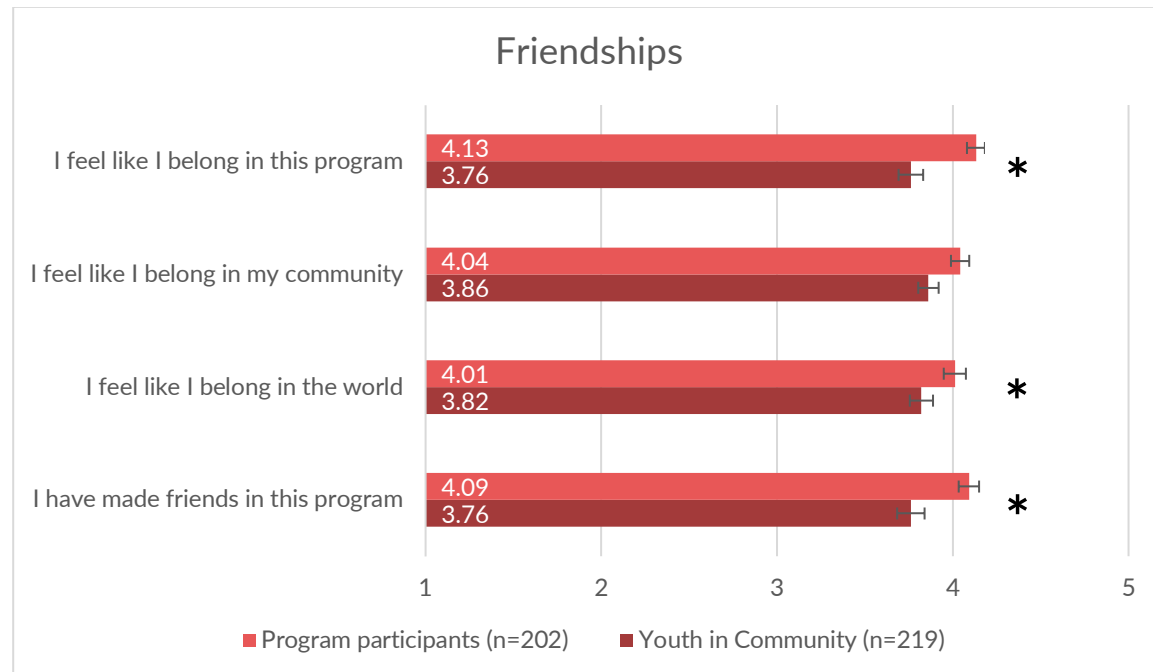 Friendships
I feel like I belong in this program
4.13
3.76
*
I feel like I belong in my community
4.04
3.86
I feel like I belong in the world
4.01
3.82
*
I have made friends in this program
4.09
3.76
*
1 2 3 4 5
Program participants (n=202) Youth in Community (n=219)